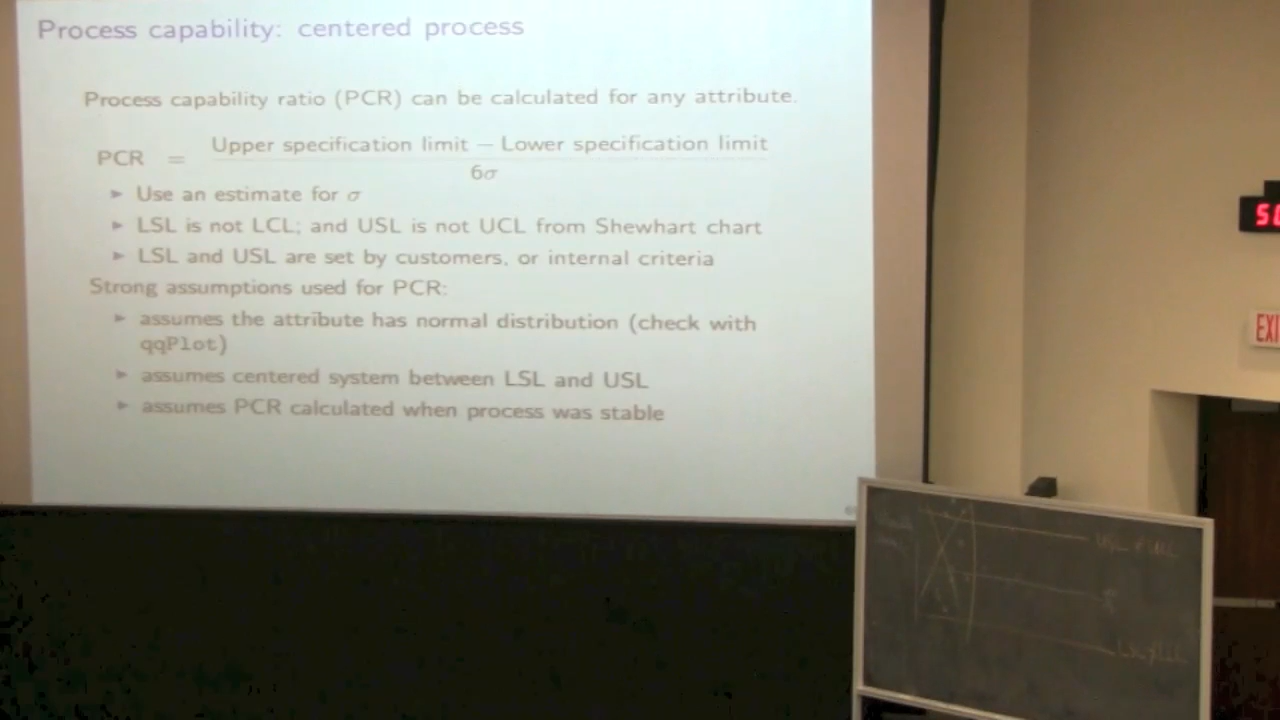 Process capability: centered process
Process capability ratio (PCR) can be calculated for any attribute.
PCR = Upper specification limit − Lower specification limit
6σ
► Use an estimate for σ
► LSL is not LCL; and USL is not UCL from Shewhart chart
► LSL and USL are set by customers, or internal criteria
Strong assumptions used for PCR:
► assumes the attribute has normal distribution (check with
qqPlot)
► assumes centered system between LSL and USL
► assumes PCR calculated when process was stable
EXI